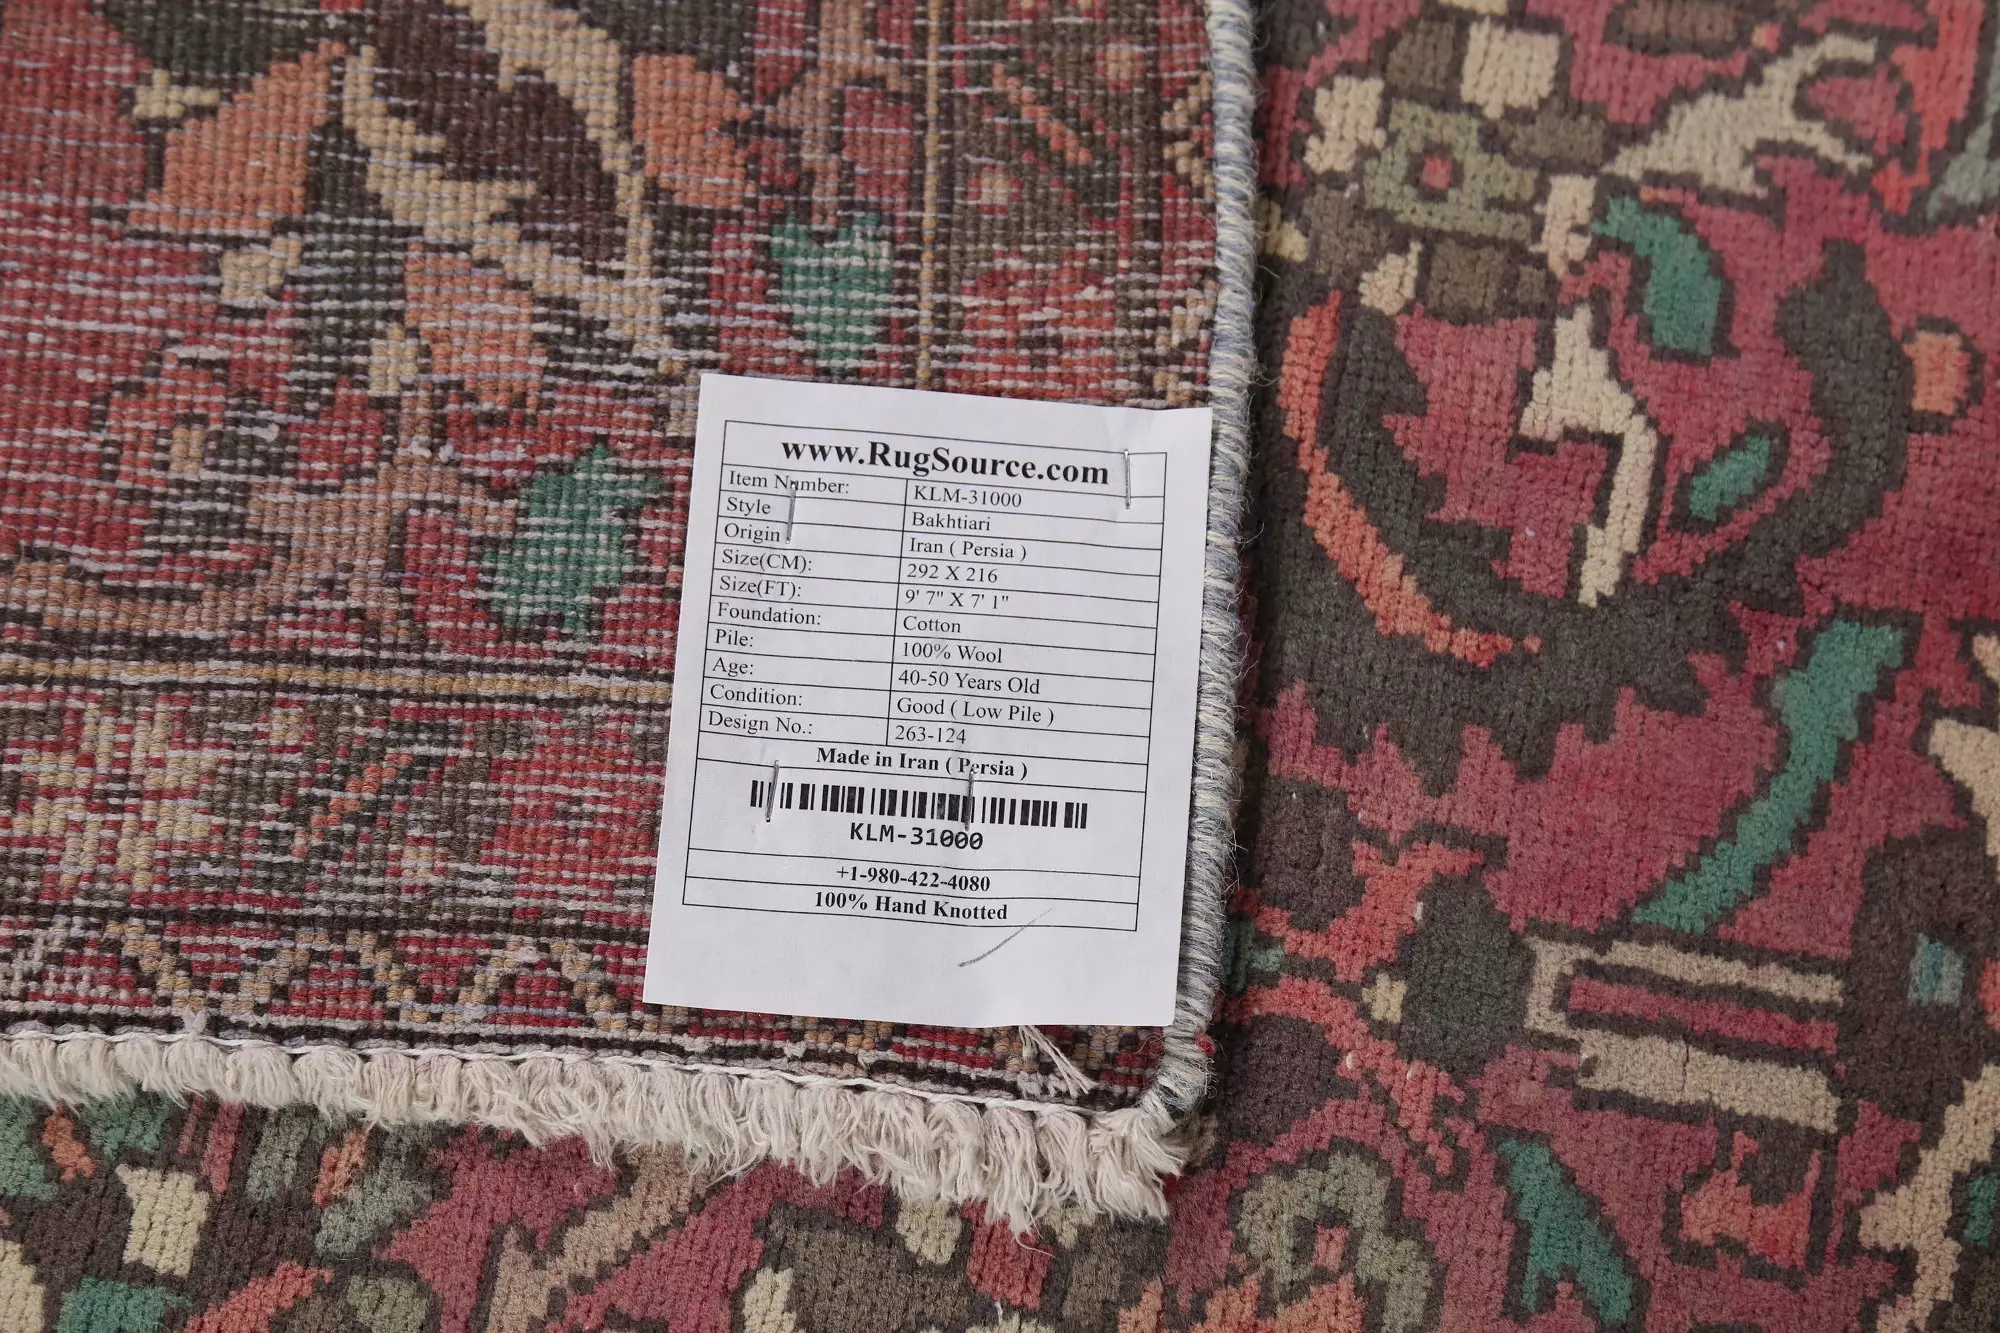 www.RugSource.com
Item Number: KLM-31000
Style Bakhtiari
Origin Iran ( Persia )
Size(CM): 292 X 216
Size(FT): 9' 7" X 7' 1"
Foundation: Cotton
Pile: 100% Wool
Age: 40-50 Years Old
Condition: Good ( Low Pile )
Design No.: 263-124
Made in Iran ( Persia )
KLM-31000
+1-980-422-4080
100% Hand Knotted